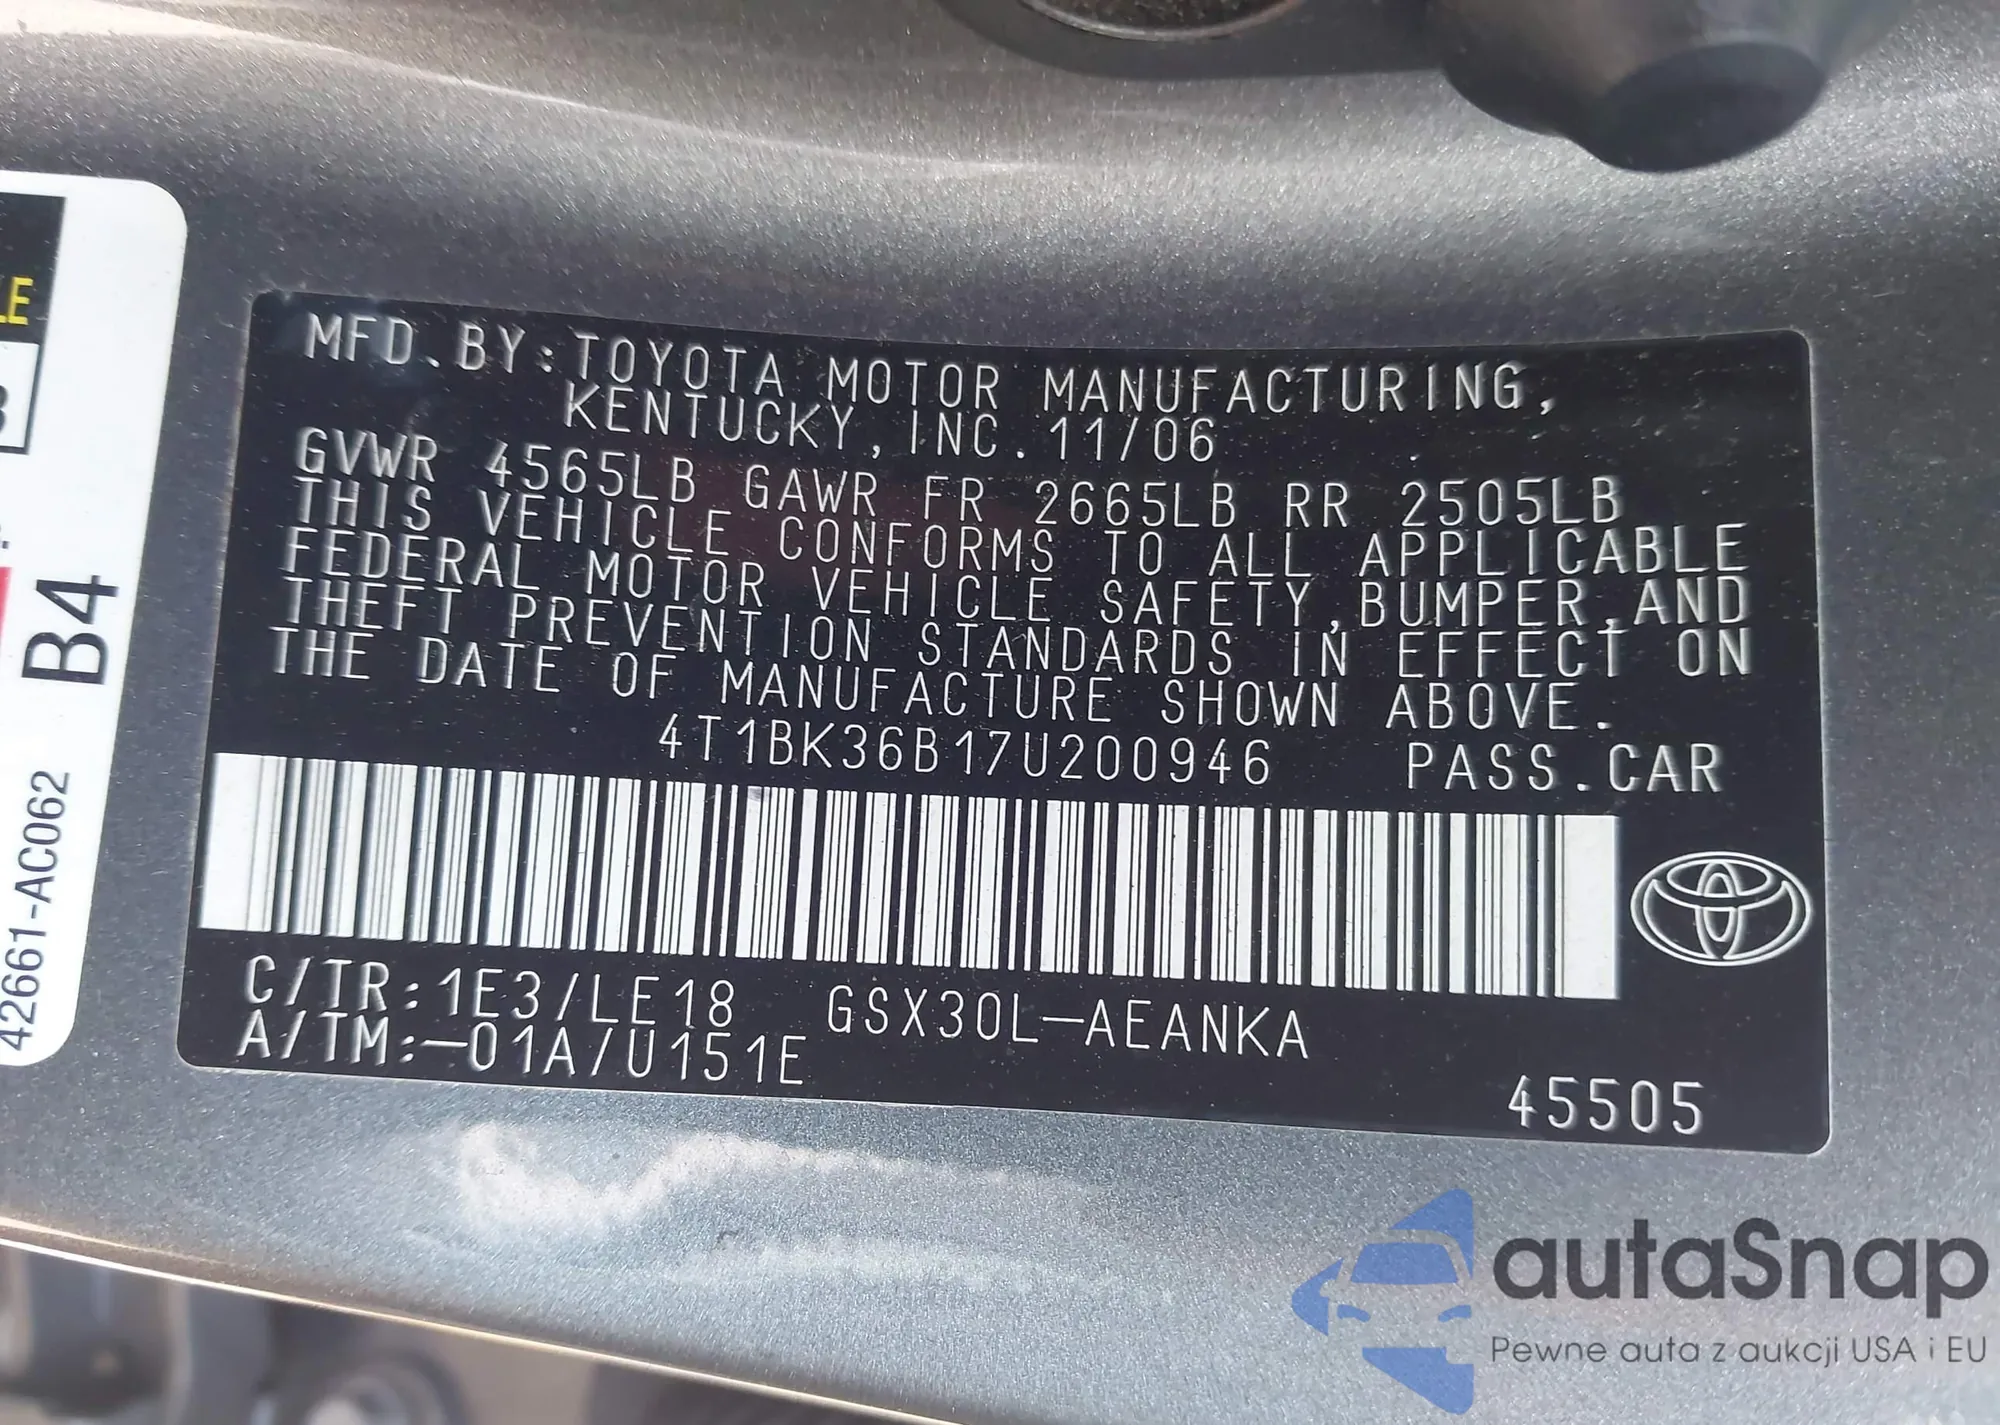 MFD. BY: TOYOTA MOTOR MANUFACTURING,
KENTUCKY, INC. 11/06
GVWR 4565LB GAWR FR 2665LB RR 2505LB
THIS VEHICLE CONFORMS TO ALL APPLICABLE
FEDERAL MOTOR VEHICLE SAFETY, BUMPER, AND
THEFT PREVENTION STANDARDS IN EFFECT ON
THE DATE OF MANUFACTURE SHOWN ABOVE.
4T1BK36B17U200946 PASS. CAR
C/TR: 1E3/LE18 GSX30L-AEANKA
A/TM:-01A/U151E
45505
LE
B4
42661-AC062
autaSnap
Pewne auta z aukcji USA i EU